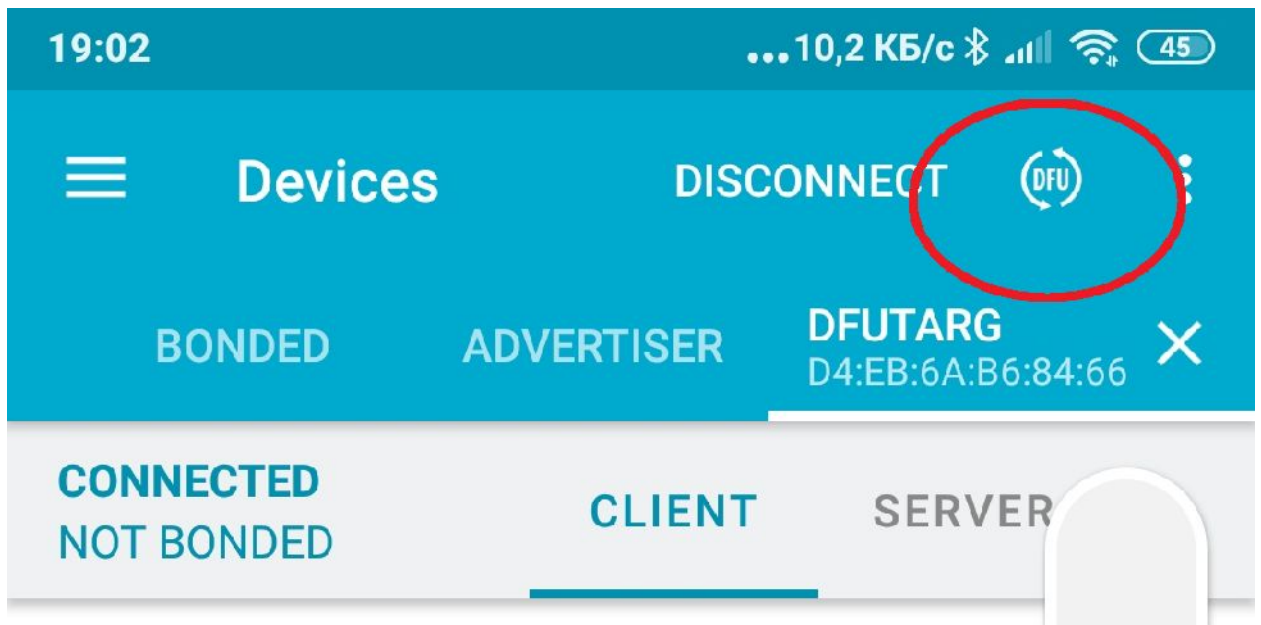 19:02 ...10,2 КБ/с 45
Devices DISCONNECT DFU
BONDED ADVERTISER DFUTARG
D4:EB:6A:B6:84:66
CONNECTED CLIENT SERVER
NOT BONDED